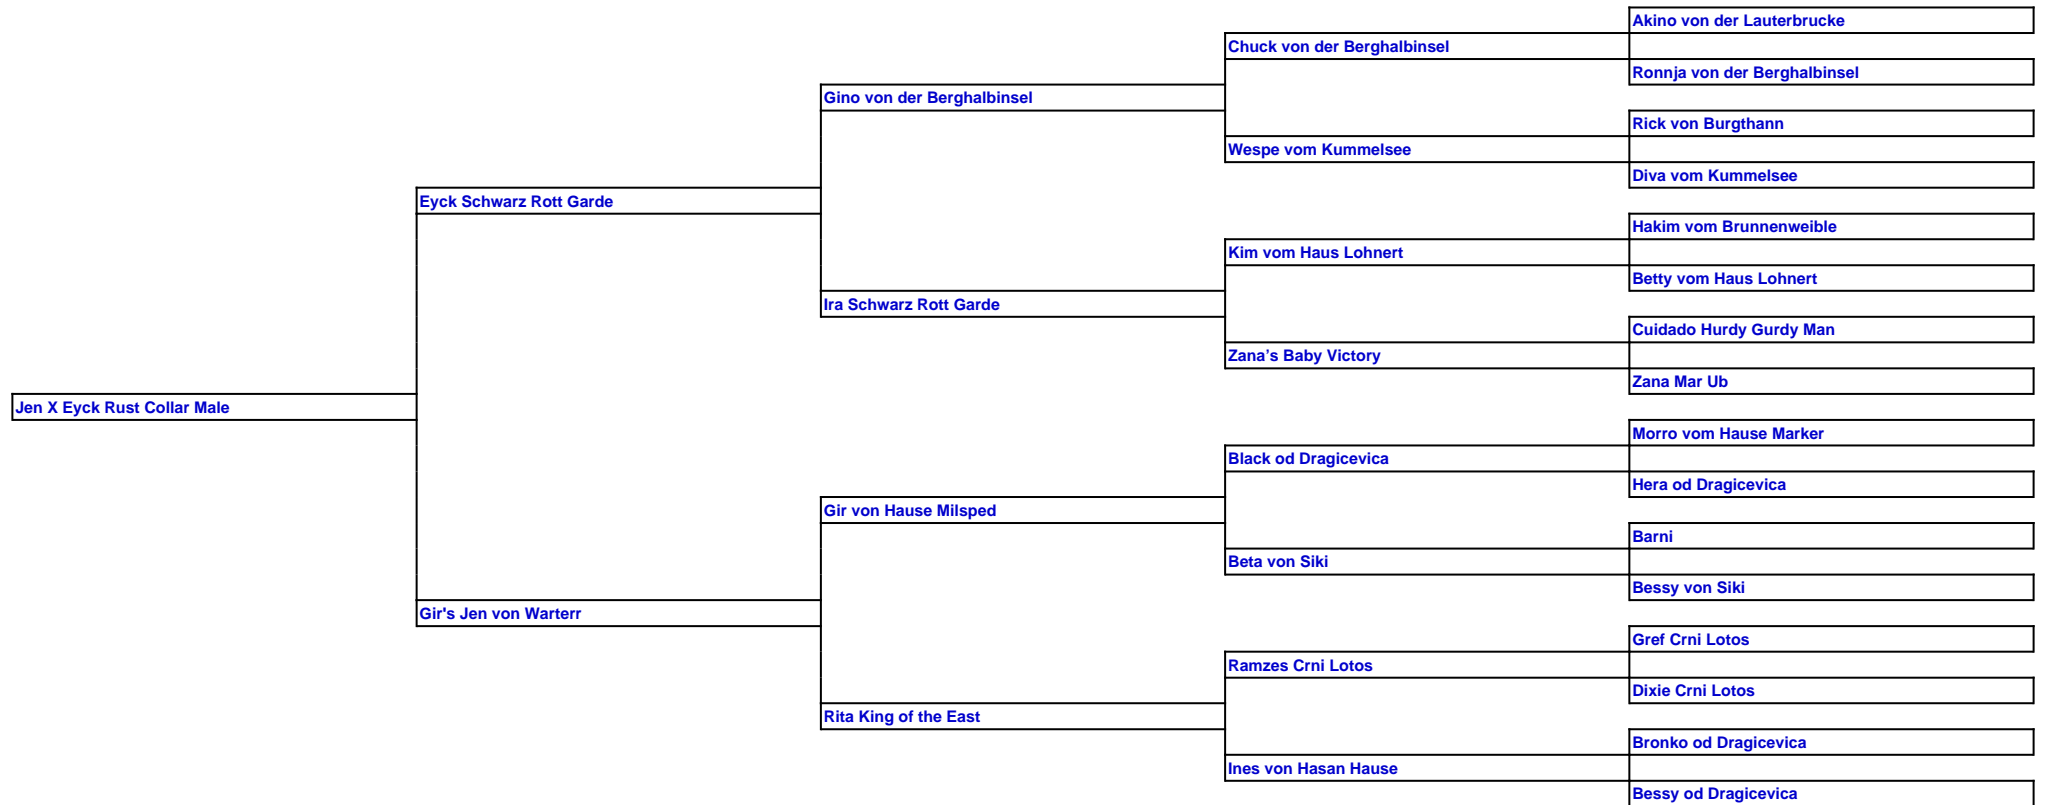 Akino von der Lauterbrucke
Chuck von der Berghalbinsel
Ronnja von der Berghalbinsel
Gino von der Berghalbinsel
Rick von Burgthann
Wespe vom Kummelsee
Diva vom Kummelsee
Eyck Schwarz Rott Garde
Hakim vom Brunnenweible
Kim vom Haus Lohnert
Betty vom Haus Lohnert
Ira Schwarz Rott Garde
Cuidado Hurdy Gurdy Man
Zana’s Baby Victory
Zana Mar Ub
Jen X Eyck Rust Collar Male
Morro vom Hause Marker
Black od Dragicevica
Hera od Dragicevica
Gir von Hause Milsped
Barni
Beta von Siki
Bessy von Siki
Gir's Jen von Warterr
Gref Crni Lotos
Ramzes Crni Lotos
Dixie Crni Lotos
Rita King of the East
Bronko od Dragicevica
Ines von Hasan Hause
Bessy od Dragicevica